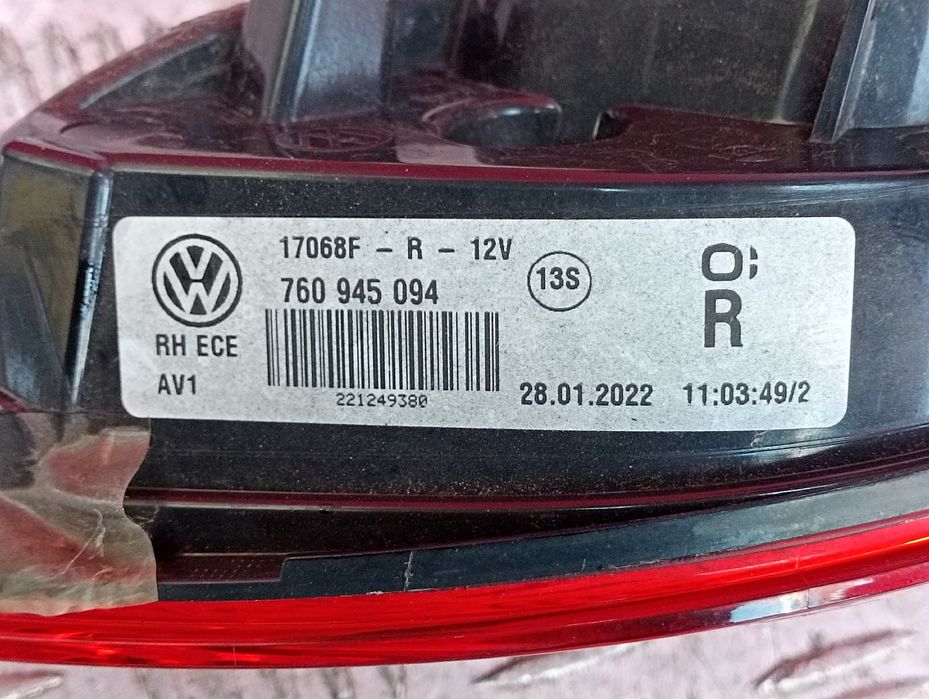 17068F - R - 12V
760 945 094
13S
RH ECE
AV1
221249380
28.01.2022 11:03:49/2
R